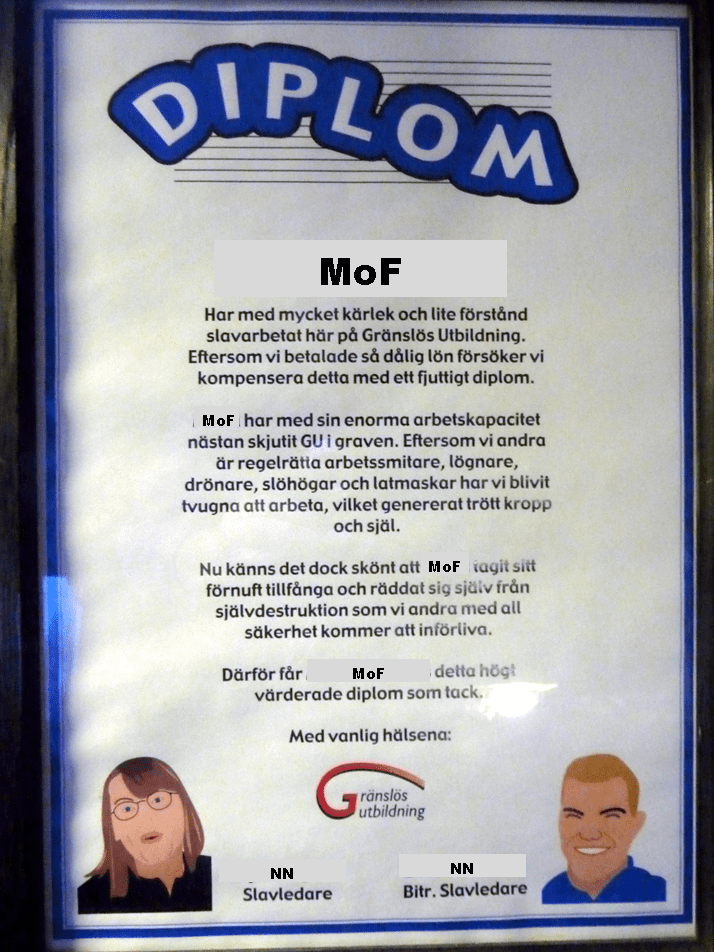 DIPLOM
MoF
Har med mycket kärlek och lite förstånd
slavarbetat här på Gränslös Utbildning.
Eftersom vi betalade så dålig lön försöker vi
kompensera detta med ett fjuttigt diplom.
MoF har med sin enorma arbetskapacitet
nästan skjutit GU i graven. Eftersom vi andra
är regelrätta arbetssmitare, lögnare,
drönare, slöhögar och latmaskar har vi blivit
tvugna att arbeta, vilket genererat trött kropp
och själ.
Nu känns det dock skönt att MoF tagit sitt
förnuft tillfånga och räddat sig själv från
självdestruktion som vi andra med all
säkerhet kommer att införliva.
Därför får MoF detta högt
värderade diplom som tack.
Med vanlig hälsena:
Gränslös
utbildning
NN
Slavledare
NN
Bitr. Slavledare